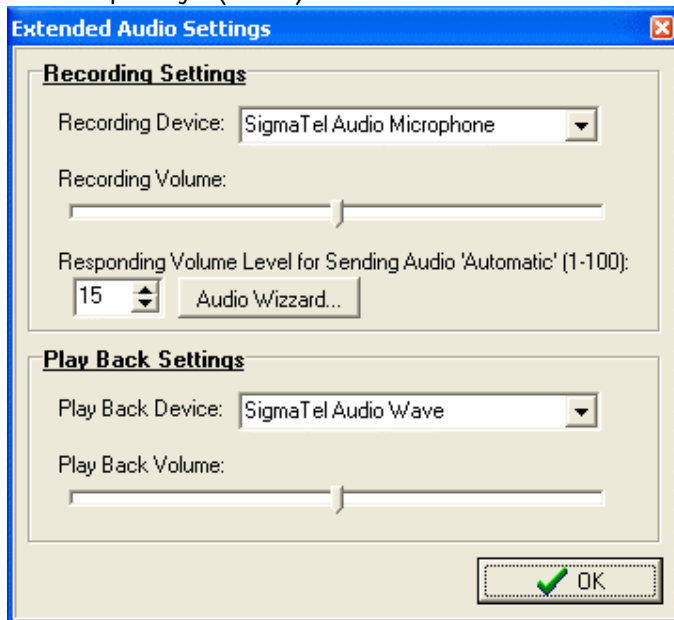 Extended Audio Settings
Recording Settings
Recording Device: SigmaTel Audio Microphone
Recording Volume:
Responding Volume Level for Sending Audio 'Automatic' (1-100):
15 Audio Wizzard...
Play Back Settings
Play Back Device: SigmaTel Audio Wave
Play Back Volume:
OK